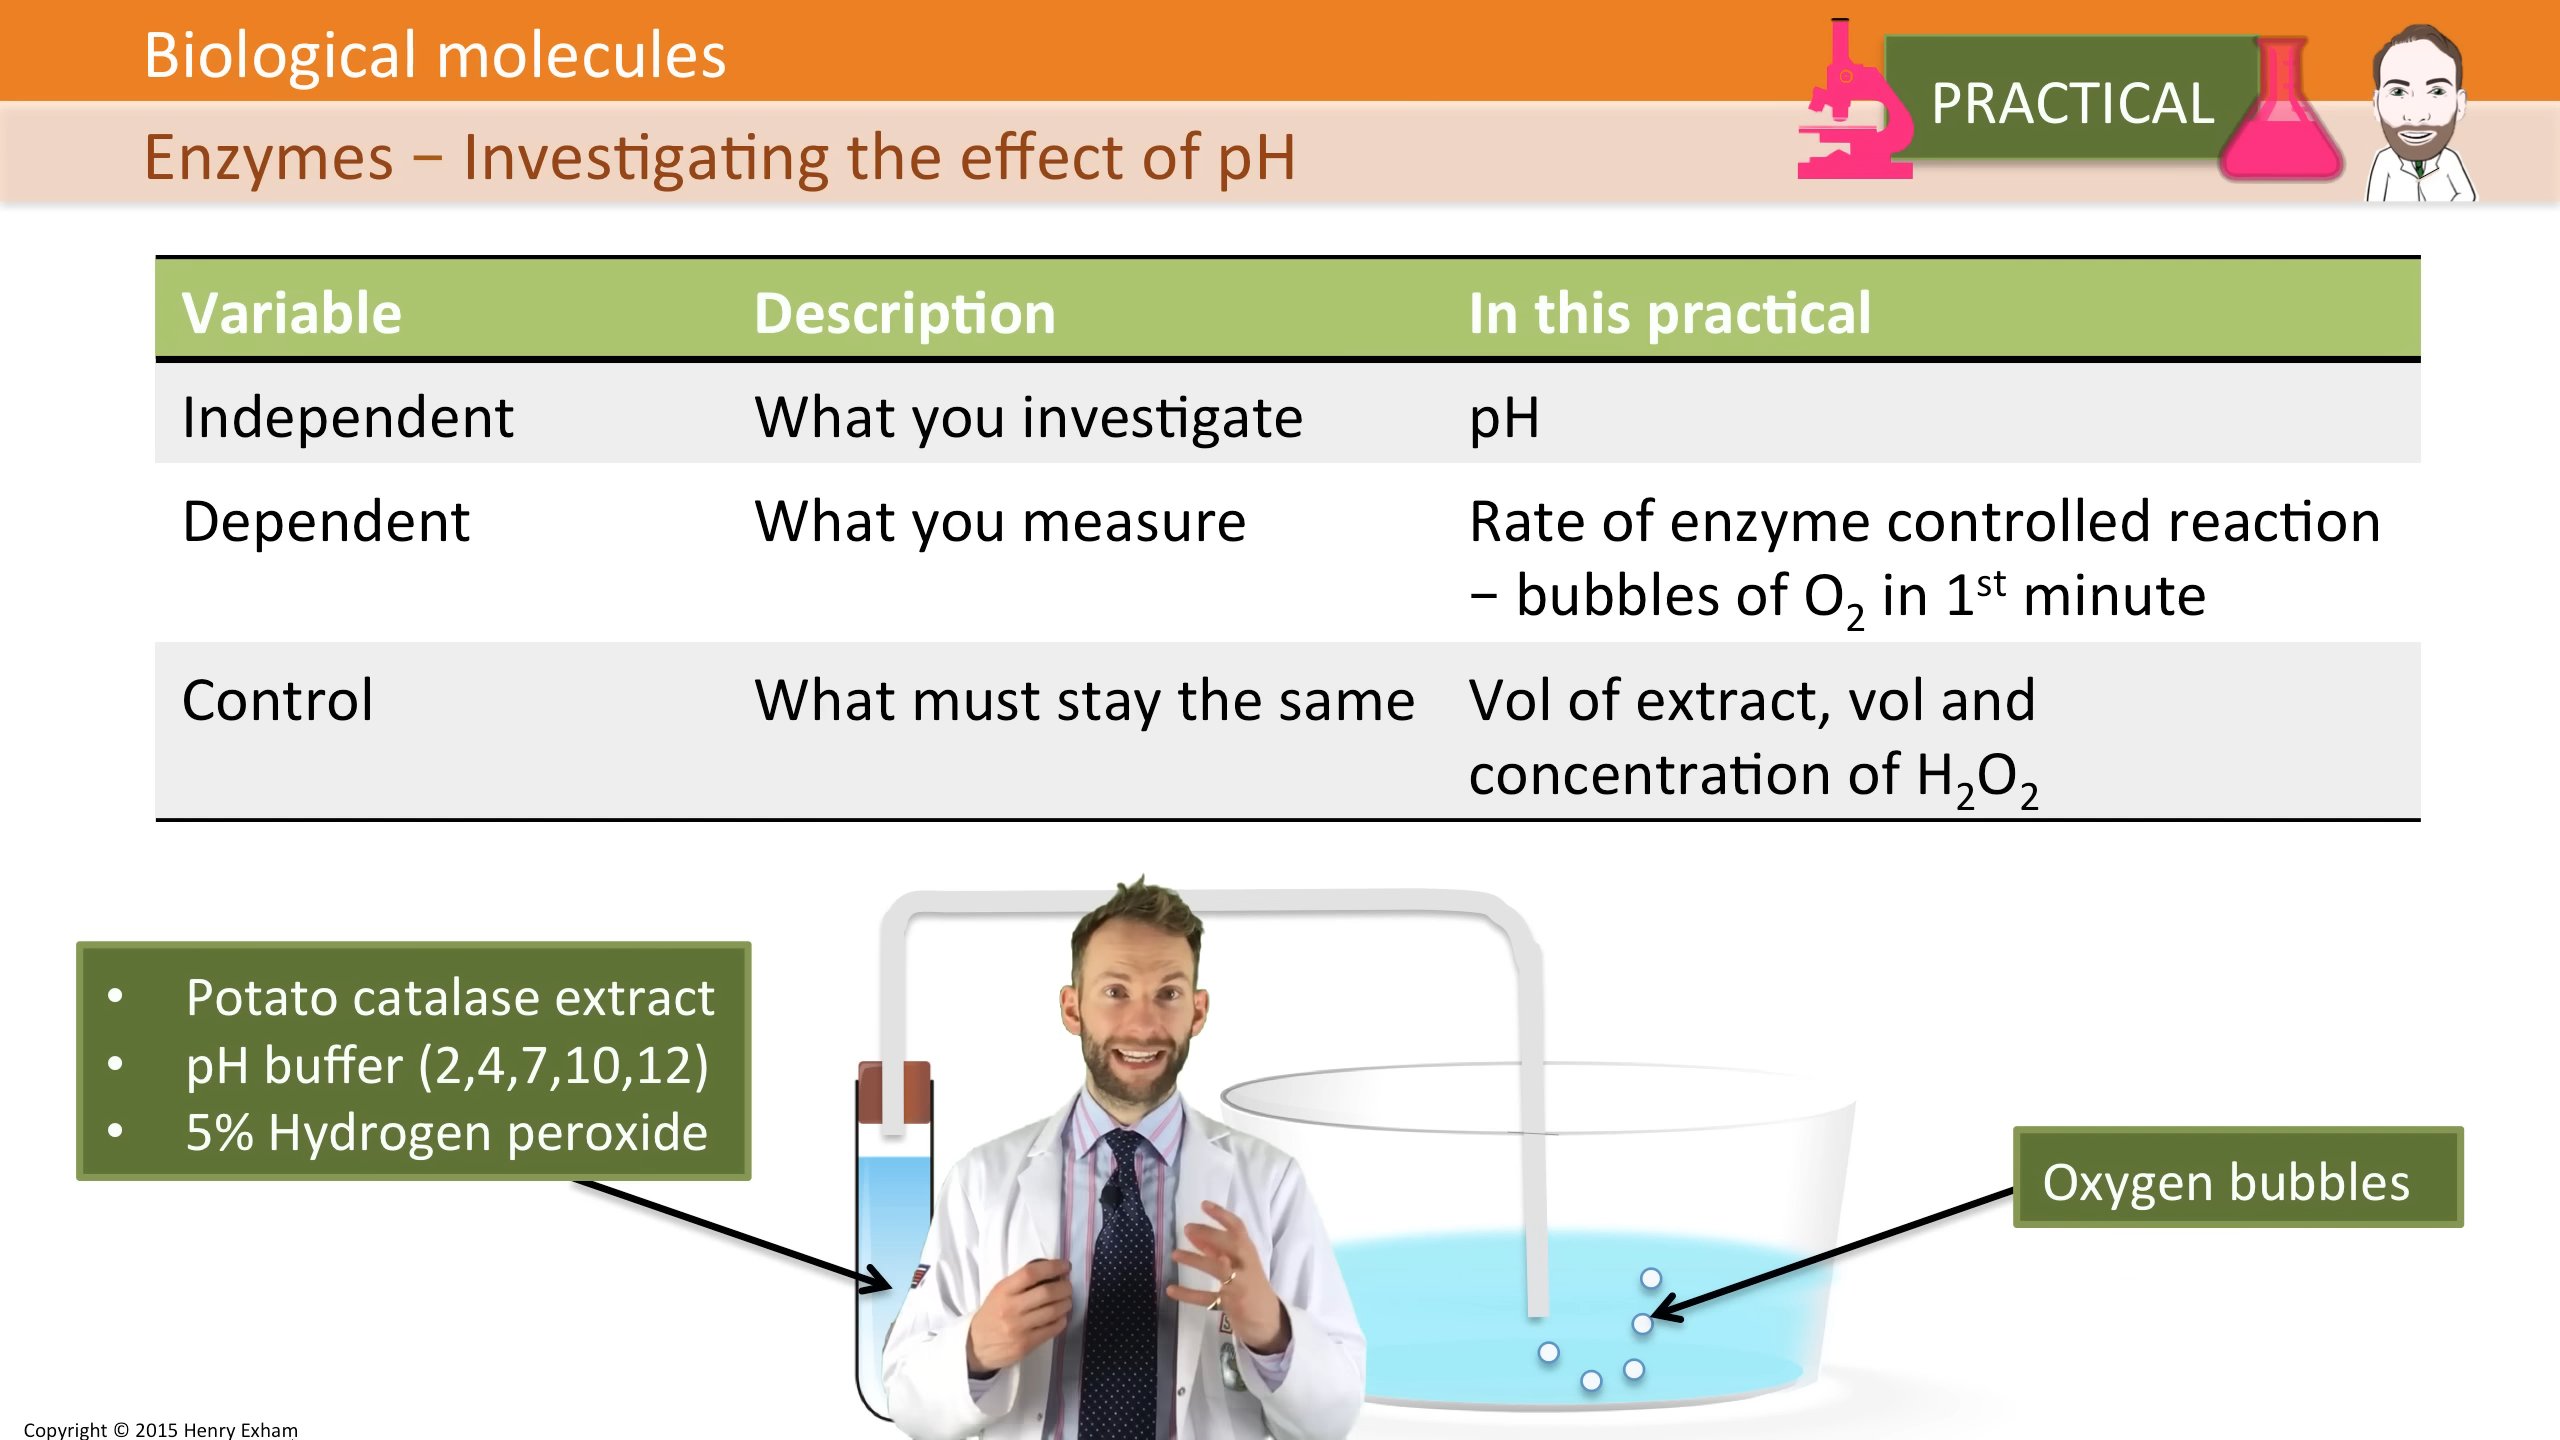 Biological molecules
PRACTICAL
Enzymes – Investigating the effect of pH
Variable Description In this practical
Independent What you investigate pH
Dependent What you measure Rate of enzyme controlled reaction
– bubbles of O₂ in 1ˢᵗ minute
Control What must stay the same Vol of extract, vol and
concentration of H₂O₂
• Potato catalase extract
• pH buffer (2,4,7,10,12)
• 5% Hydrogen peroxide
Oxygen bubbles
Copyright © 2015 Henry Exham